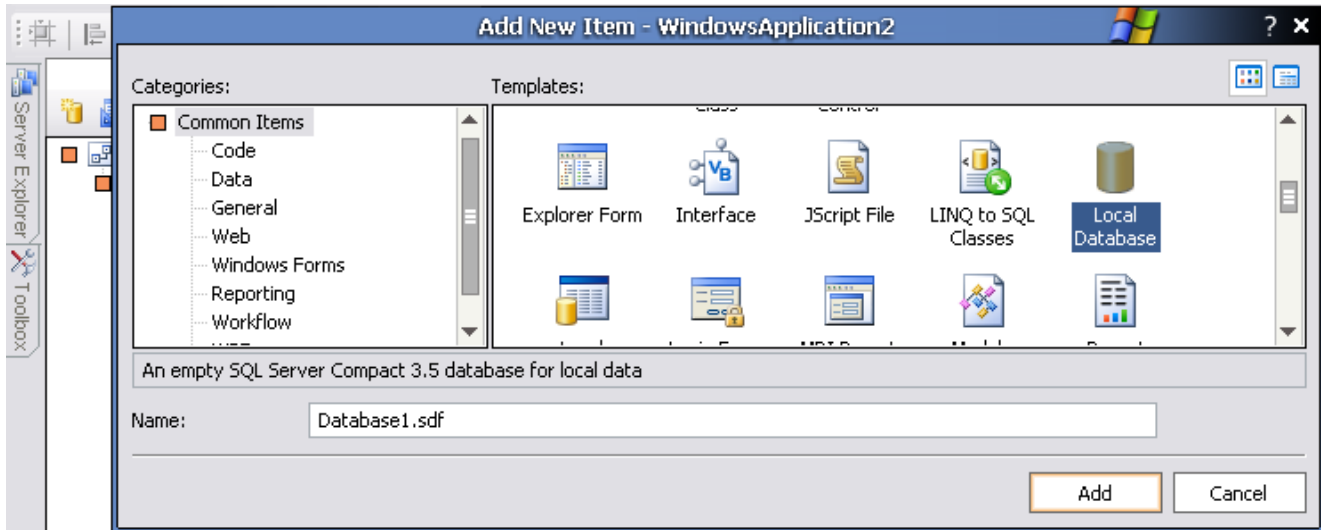 Add New Item - WindowsApplication2
? ×
Server Explorer
Toolbox
Categories:
Templates:
Common Items
Code
Data
General
Web
Windows Forms
Reporting
Workflow
Explorer Form
Interface
JScript File
LINQ to SQL
Classes
Local
Database
An empty SQL Server Compact 3.5 database for local data
Name:
Database1.sdf
Add
Cancel